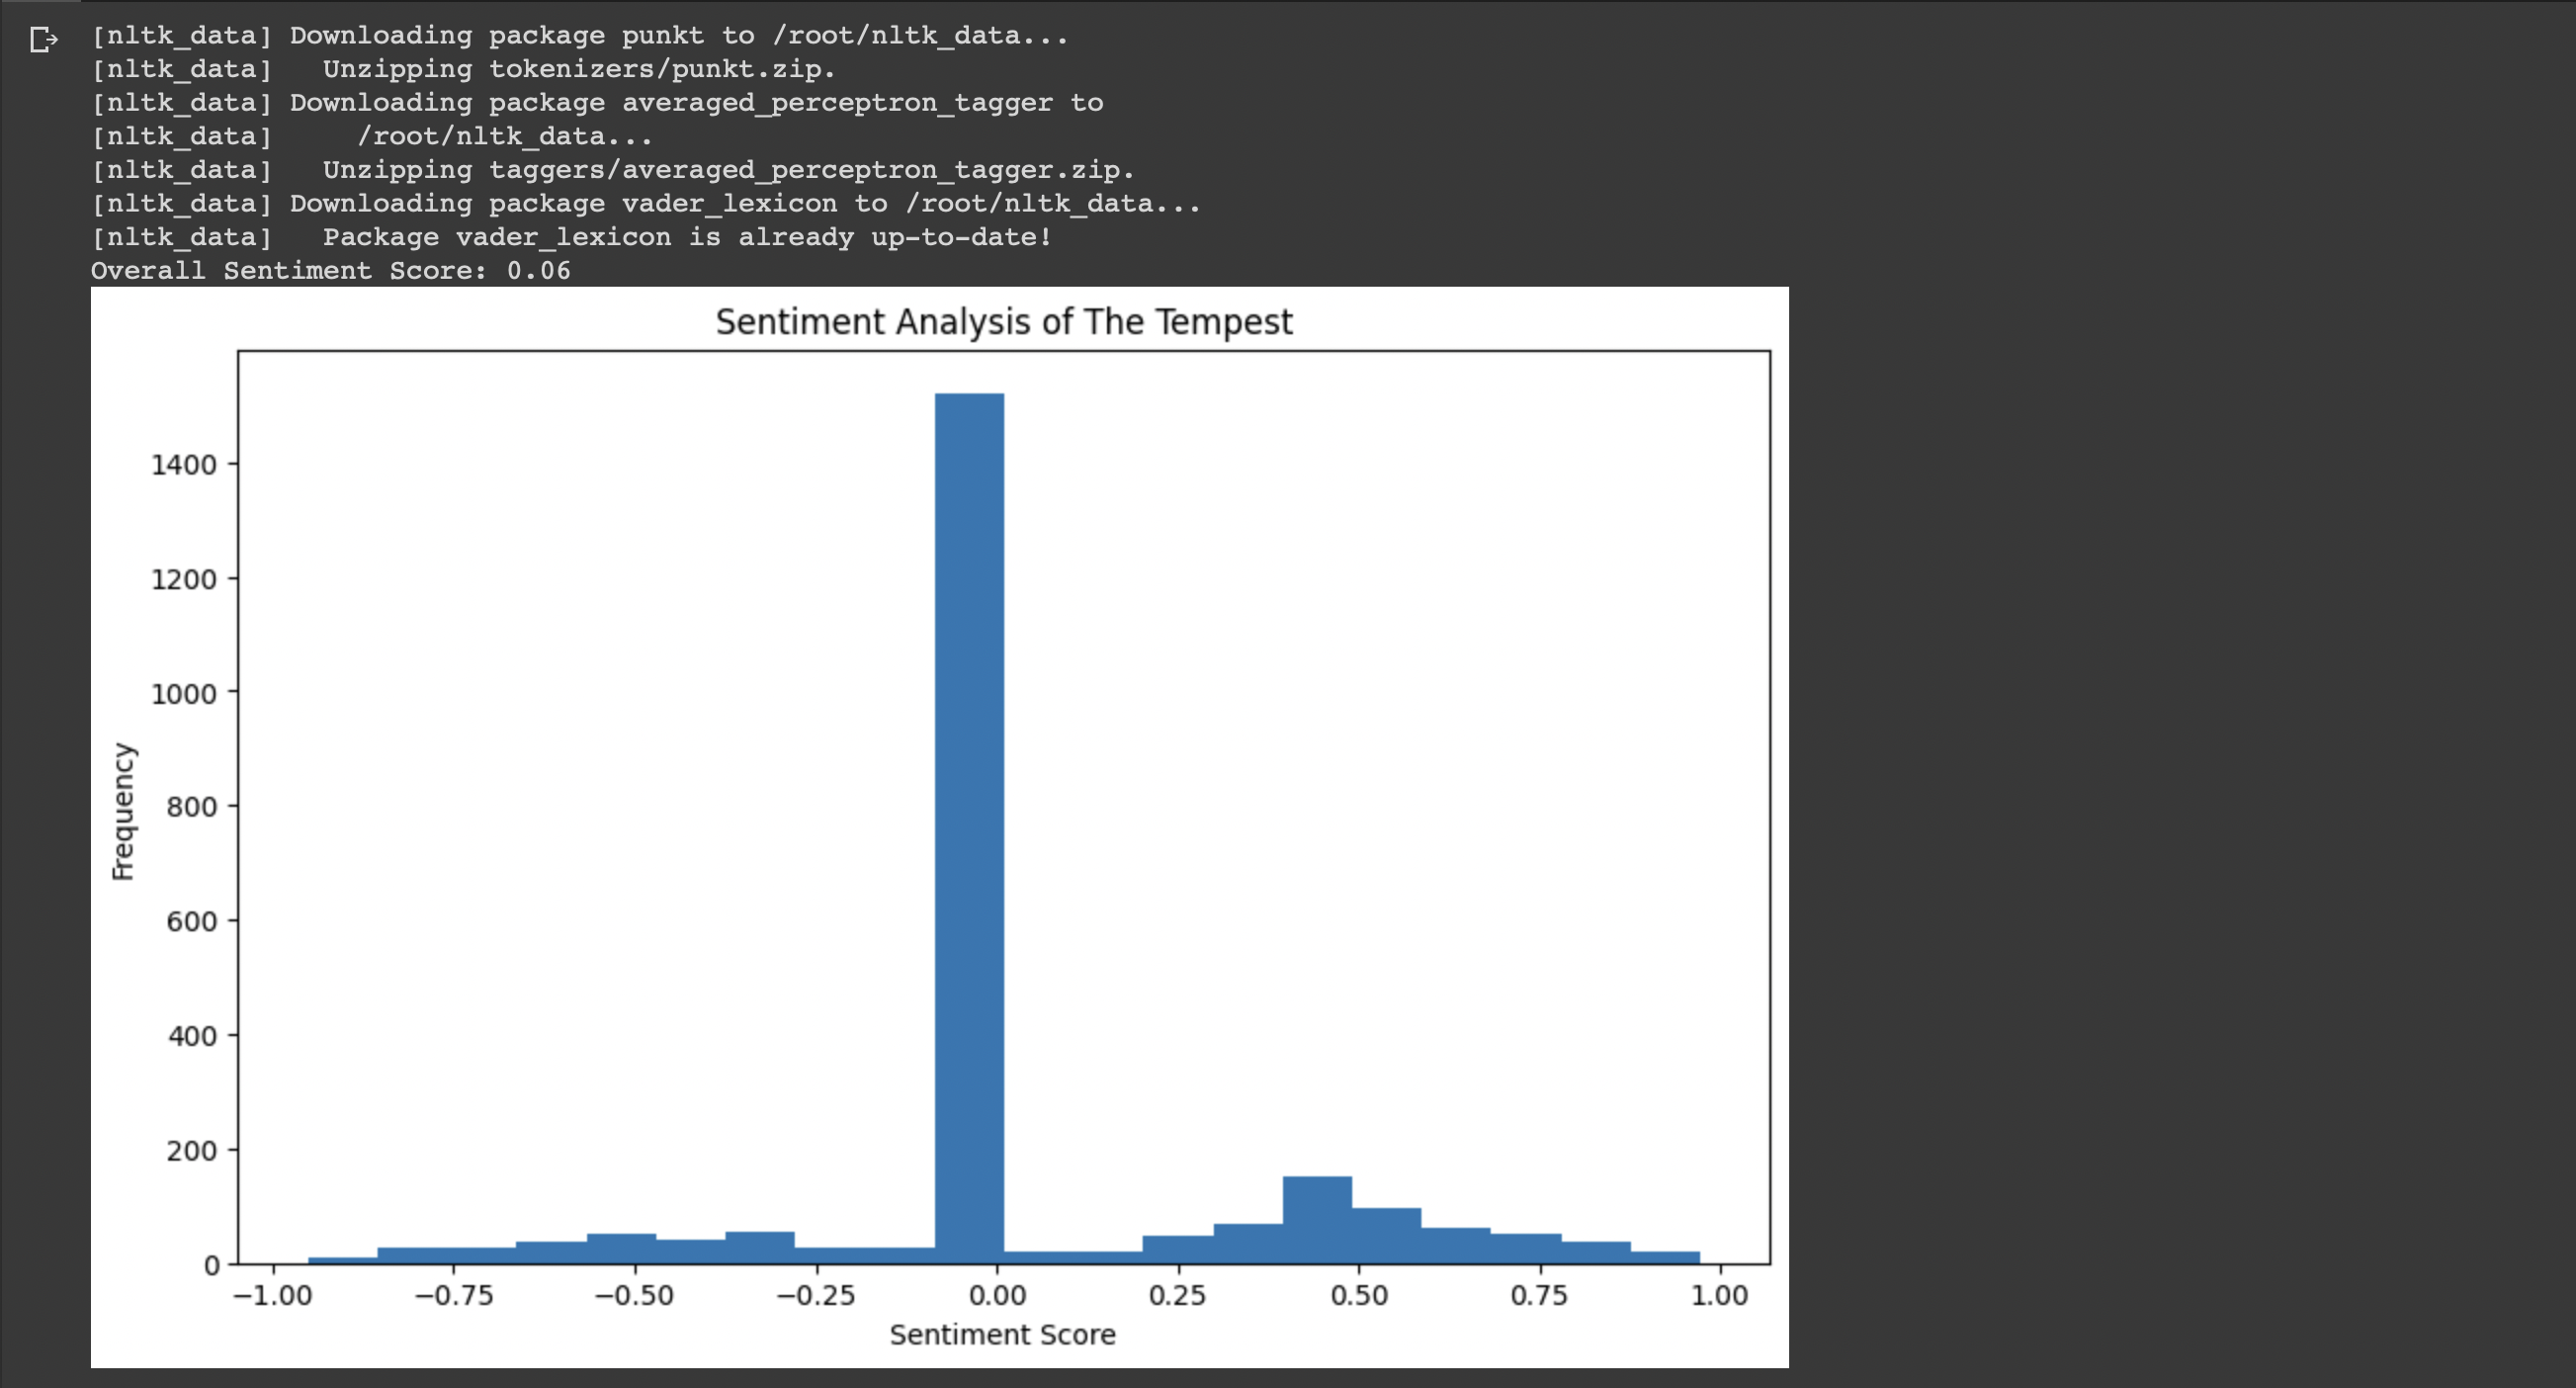 [nltk_data] Downloading package punkt to /root/nltk_data...
[nltk_data]   Unzipping tokenizers/punkt.zip.
[nltk_data] Downloading package averaged_perceptron_tagger to
[nltk_data]     /root/nltk_data...
[nltk_data]   Unzipping taggers/averaged_perceptron_tagger.zip.
[nltk_data] Downloading package vader_lexicon to /root/nltk_data...
[nltk_data]   Package vader_lexicon is already up-to-date!
Overall Sentiment Score: 0.06
Sentiment Analysis of The Tempest
1400
1200
1000
800
600
400
200
0
Frequency
−1.00 −0.75 −0.50 −0.25 0.00 0.25 0.50 0.75 1.00
Sentiment Score